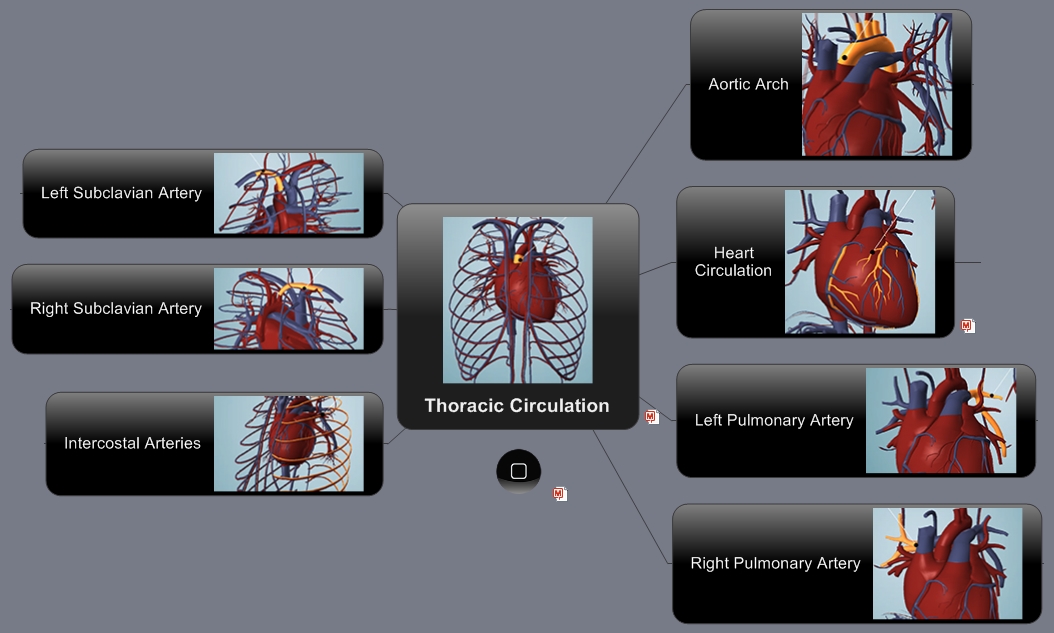 Aortic Arch
Left Subclavian Artery
Heart
Circulation
Right Subclavian Artery
Thoracic Circulation
M
M
Left Pulmonary Artery
Intercostal Arteries
M
Right Pulmonary Artery